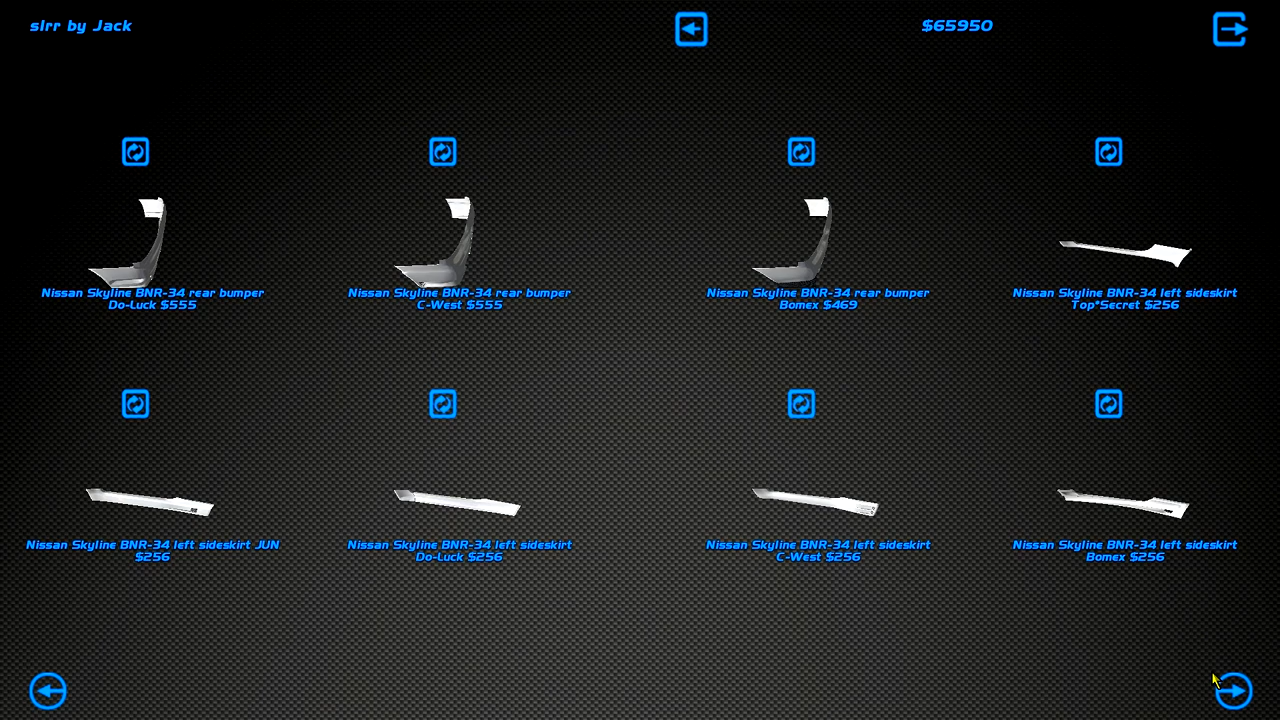 slrr by Jack
$65950
Nissan Skyline BNR-34 rear bumper
Do-Luck $555
Nissan Skyline BNR-34 rear bumper
C-West $555
Nissan Skyline BNR-34 rear bumper
Bomex $469
Nissan Skyline BNR-34 left sideskirt
Top*Secret $256
Nissan Skyline BNR-34 left sideskirt JUN
$256
Nissan Skyline BNR-34 left sideskirt
Do-Luck $256
Nissan Skyline BNR-34 left sideskirt
C-West $256
Nissan Skyline BNR-34 left sideskirt
Bomex $256